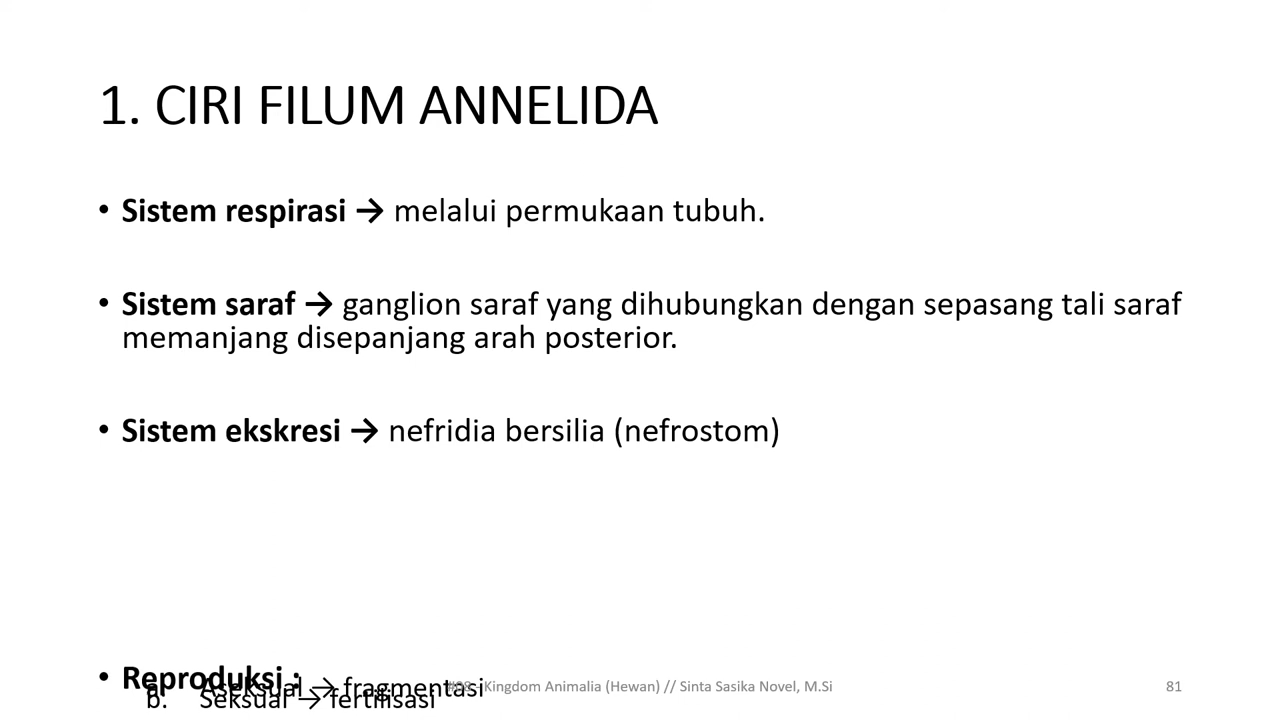 1. CIRI FILUM ANNELIDA
• Sistem respirasi → melalui permukaan tubuh.
• Sistem saraf → ganglion saraf yang dihubungkan dengan sepasang tali saraf
memanjang disepanjang arah posterior.
• Sistem ekskresi → nefridia bersilia (nefrostom)
• Reproduksi :
a. Aseksual → fragmentasi
b. Seksual → fertilisasi
Kingdom Animalia (Hewan) // Sinta Sasika Novel, M.Si
81